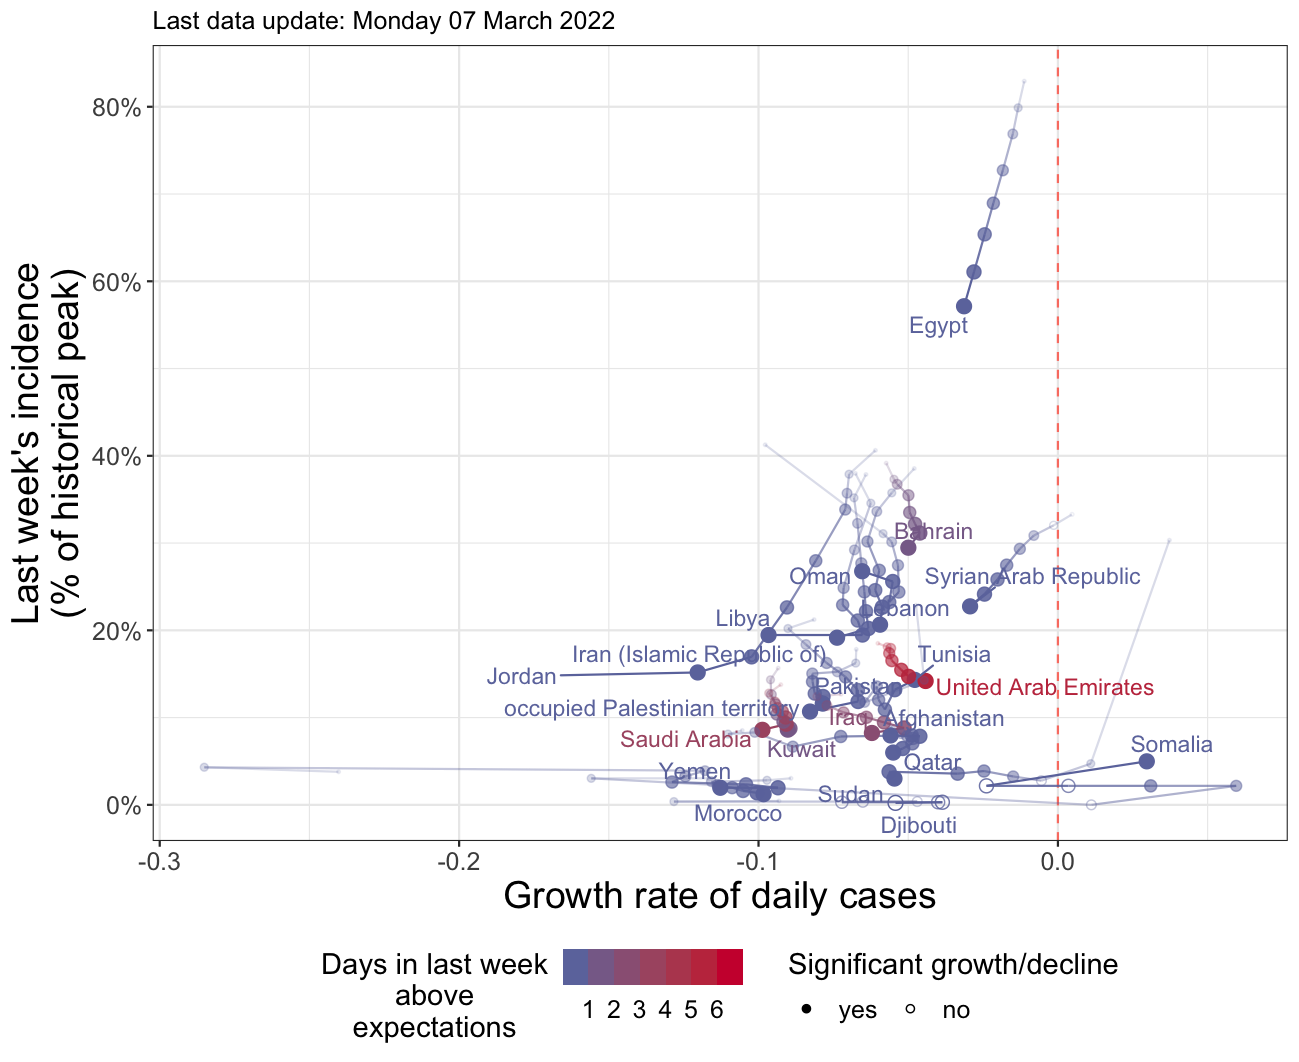 Last data update: Monday 07 March 2022
Last week's incidence
(% of historical peak)
80%
60%
40%
20%
0%
Egypt
Bahrain
Oman
Syrian Arab Republic
Lebanon
Libya
Iran (Islamic Republic of)
Tunisia
Jordan
Pakistan
United Arab Emirates
occupied Palestinian territory
Iraq
Afghanistan
Saudi Arabia
Kuwait
Somalia
Qatar
Yemen
Sudan
Morocco
Djibouti
-0.3
-0.2
-0.1
0.0
Growth rate of daily cases
Days in last week
above
expectations
1 2 3 4 5 6
Significant growth/decline
yes
no